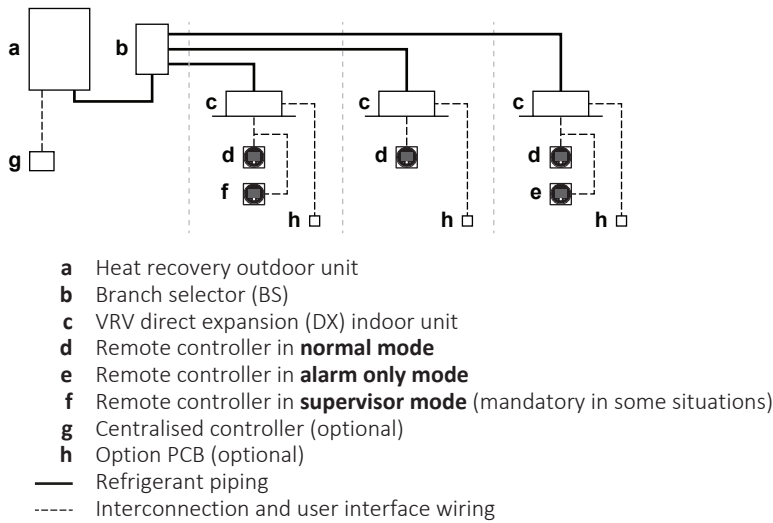 a b
c c c
d d d
g
f e
h h h
a Heat recovery outdoor unit
b Branch selector (BS)
c VRV direct expansion (DX) indoor unit
d Remote controller in normal mode
e Remote controller in alarm only mode
f Remote controller in supervisor mode (mandatory in some situations)
g Centralised controller (optional)
h Option PCB (optional)
Refrigerant piping
Interconnection and user interface wiring